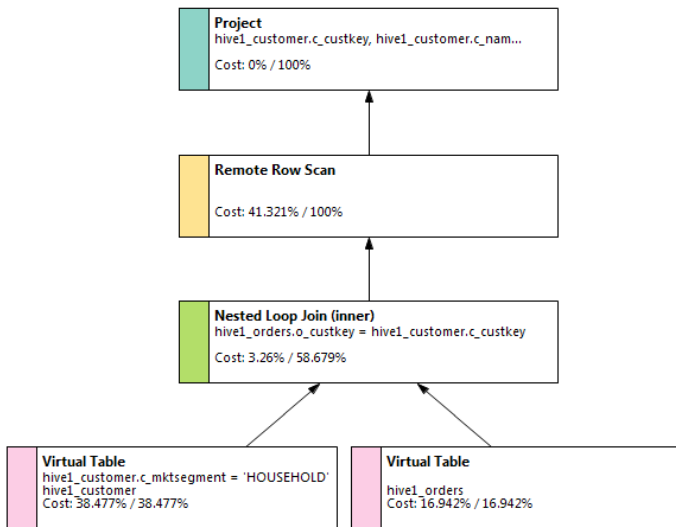 Project
hive1_customer.c_custkey, hive1_customer.c_nam...
Cost: 0% / 100%
Remote Row Scan
Cost: 41.321% / 100%
Nested Loop Join (inner)
hive1_orders.o_custkey = hive1_customer.c_custkey
Cost: 3.26% / 58.679%
Virtual Table
hive1_customer.c_mktsegment = 'HOUSEHOLD'
hive1_customer
Cost: 38.477% / 38.477%
Virtual Table
hive1_orders
Cost: 16.942% / 16.942%